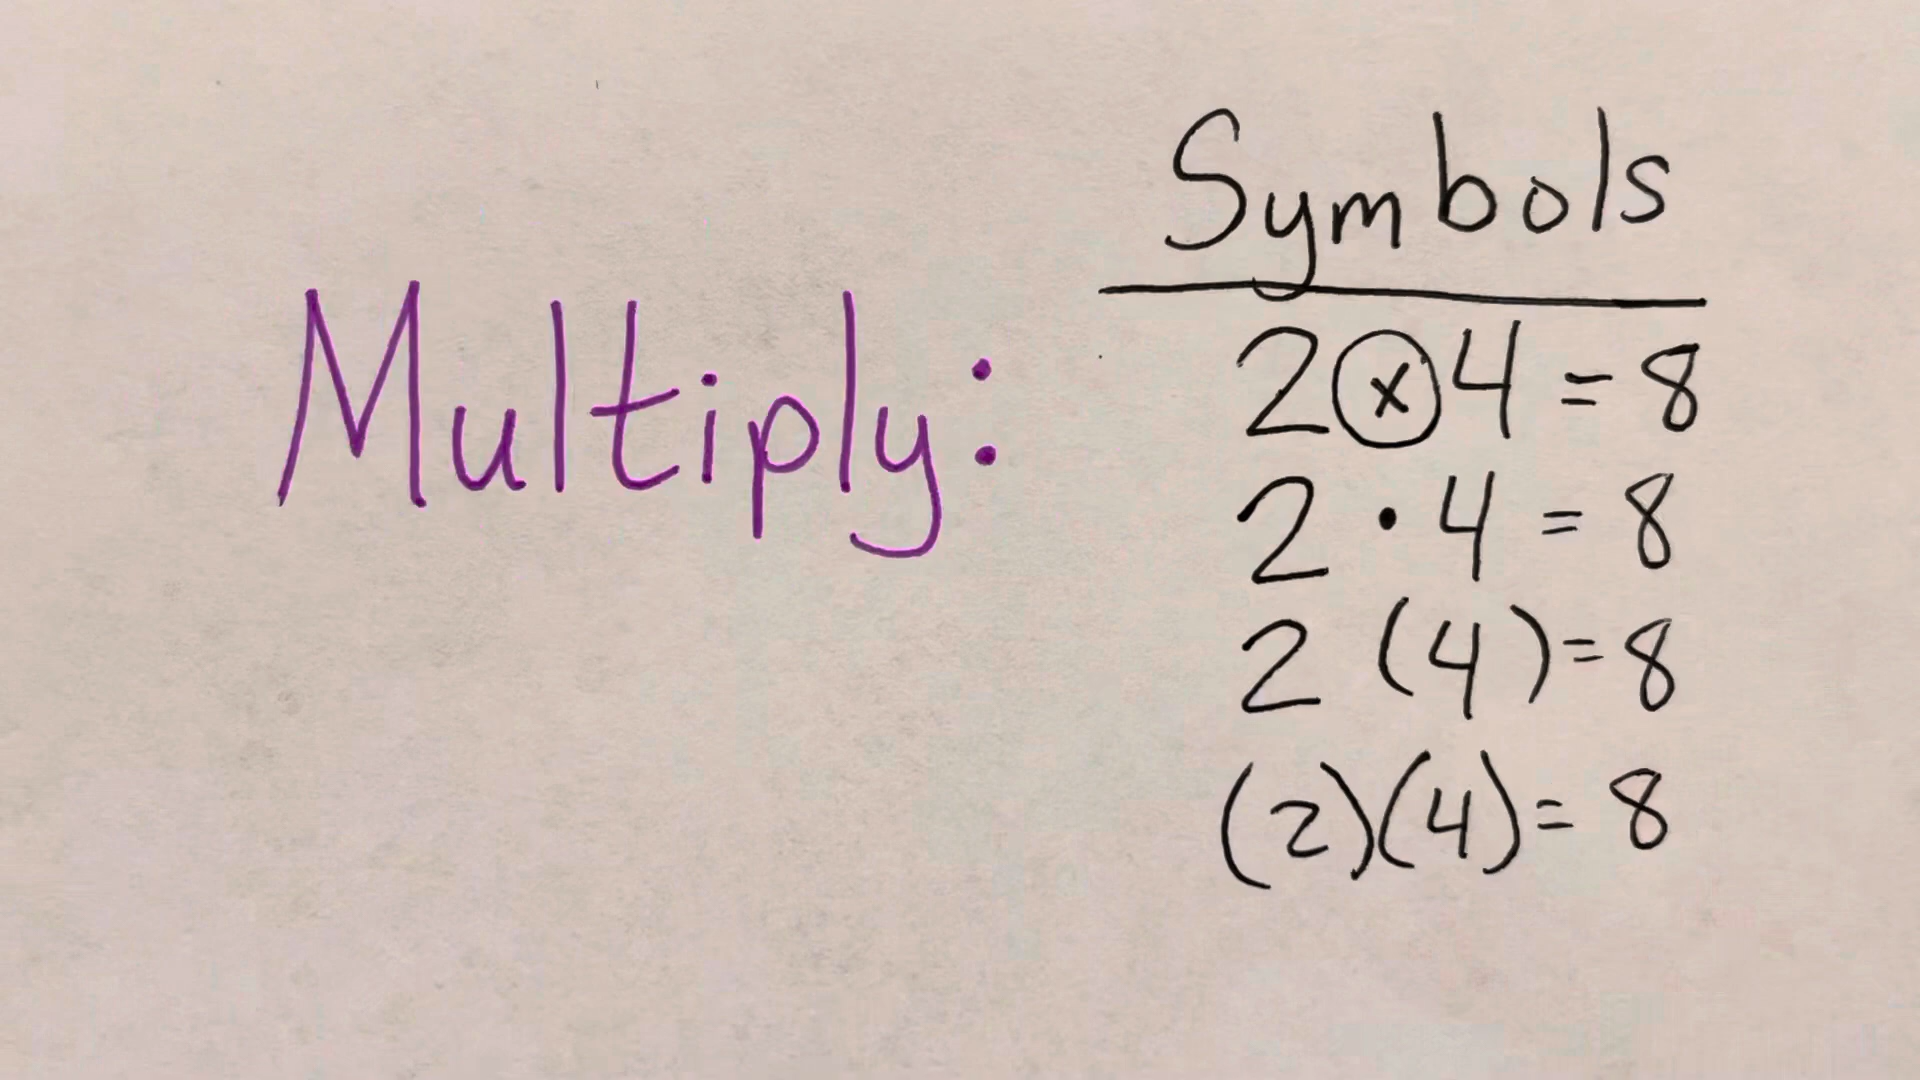 Multiply:
Symbols
2 x 4 = 8
2 · 4 = 8
2 (4) = 8
(2)(4) = 8